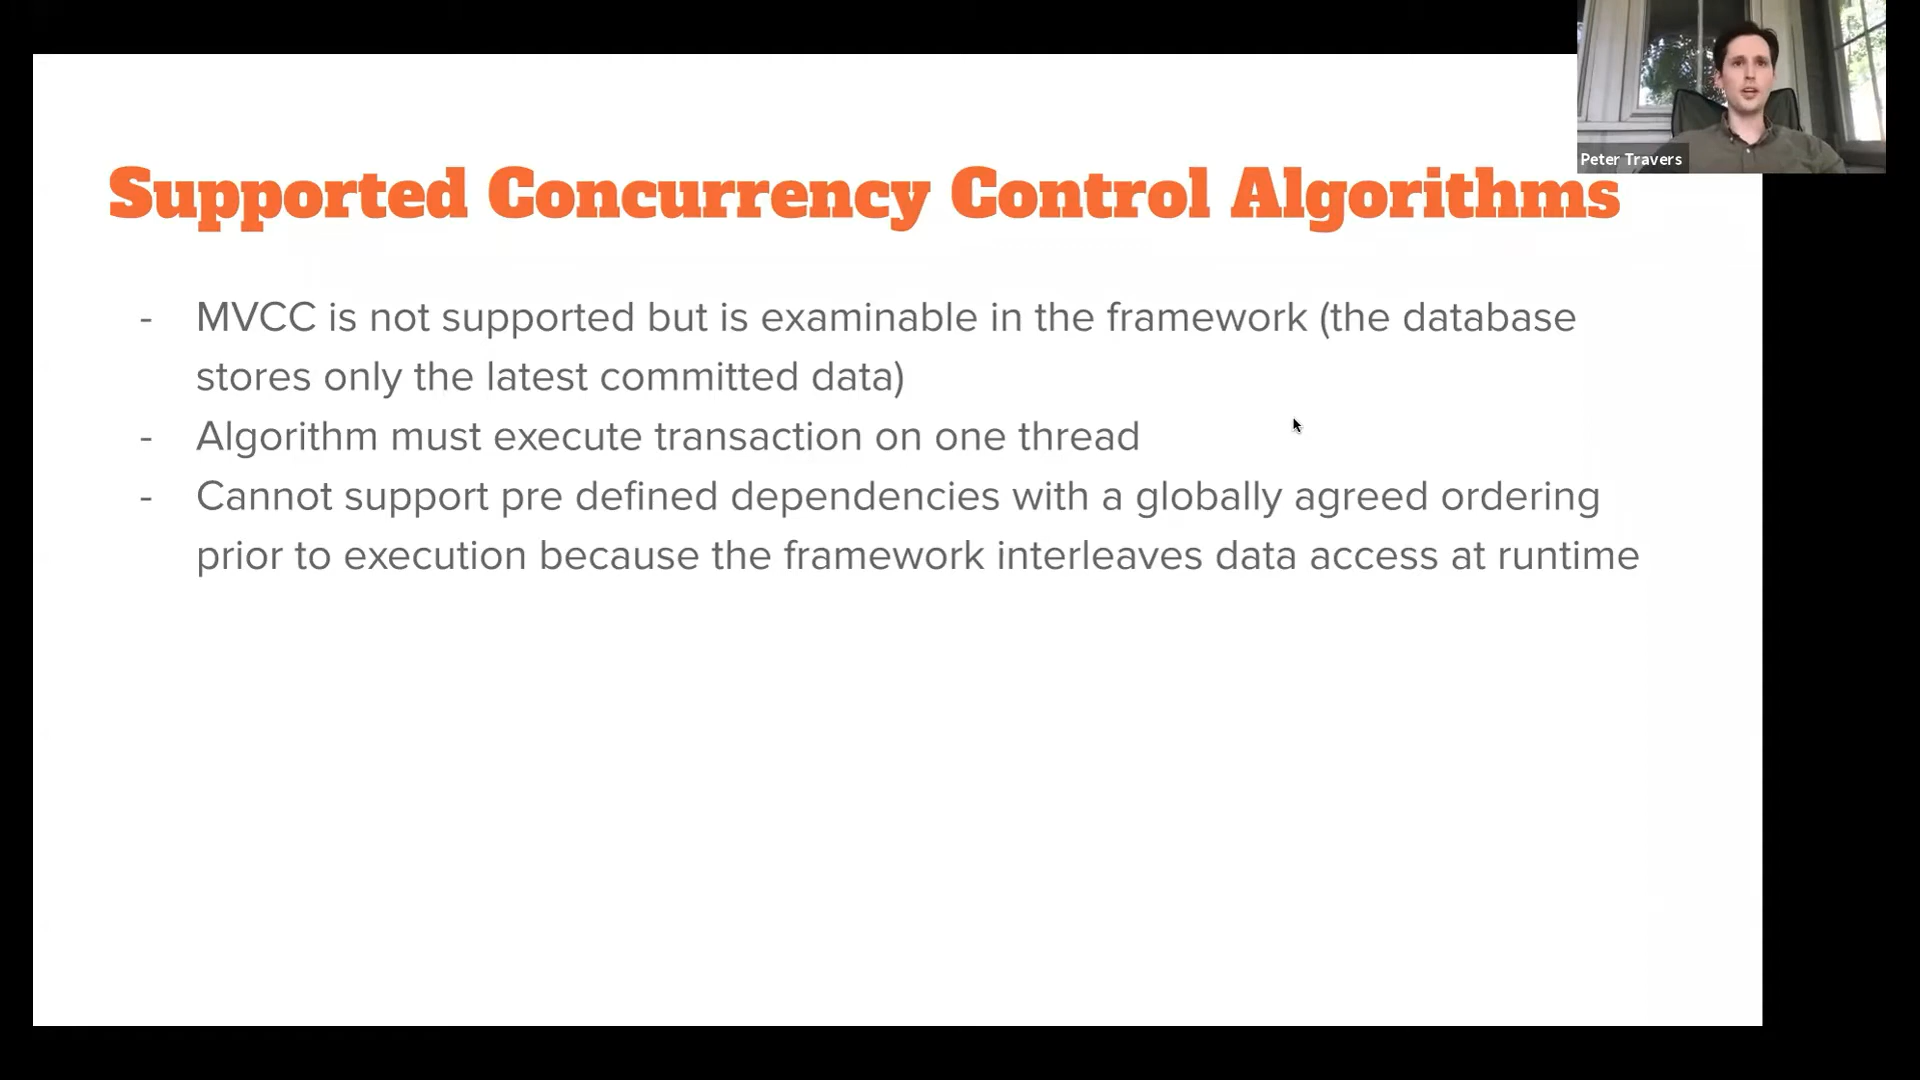 Peter Travers
Supported Concurrency Control Algorithms
- MVCC is not supported but is examinable in the framework (the database
stores only the latest committed data)
- Algorithm must execute transaction on one thread
- Cannot support pre defined dependencies with a globally agreed ordering
prior to execution because the framework interleaves data access at runtime